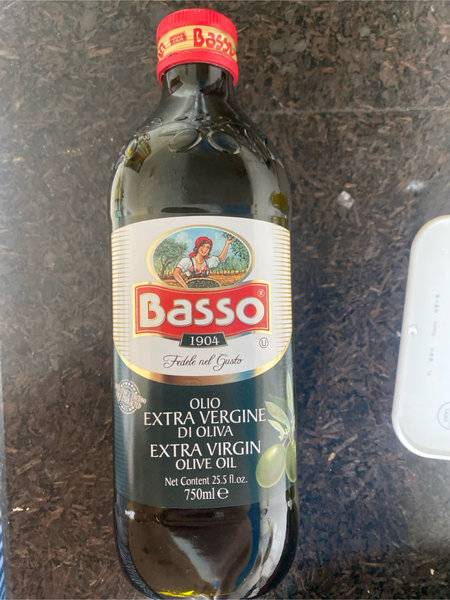 Basso
Basso
1904
Fedele nel Gusto
U
OLIO
EXTRA VERGINE
DI OLIVA
EXTRA VIRGIN
OLIVE OIL
Net Content 25.5 fl.oz.
750ml ℮